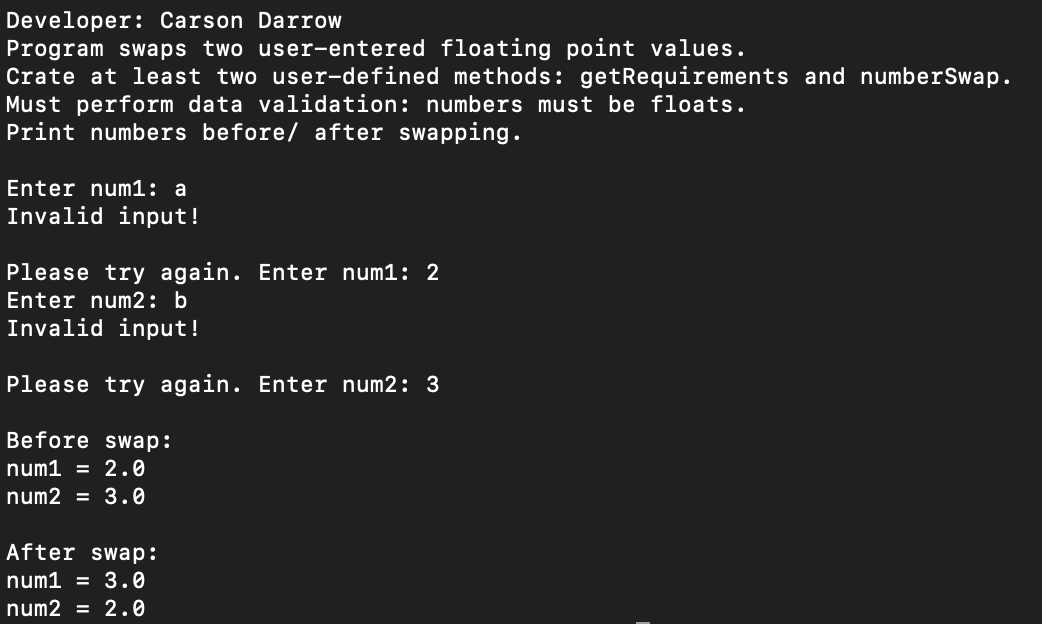 Developer: Carson Darrow
Program swaps two user-entered floating point values.
Crate at least two user-defined methods: getRequirements and numberSwap.
Must perform data validation: numbers must be floats.
Print numbers before/ after swapping.
Enter num1: a
Invalid input!
Please try again. Enter num1: 2
Enter num2: b
Invalid input!
Please try again. Enter num2: 3
Before swap:
num1 = 2.0
num2 = 3.0
After swap:
num1 = 3.0
num2 = 2.0